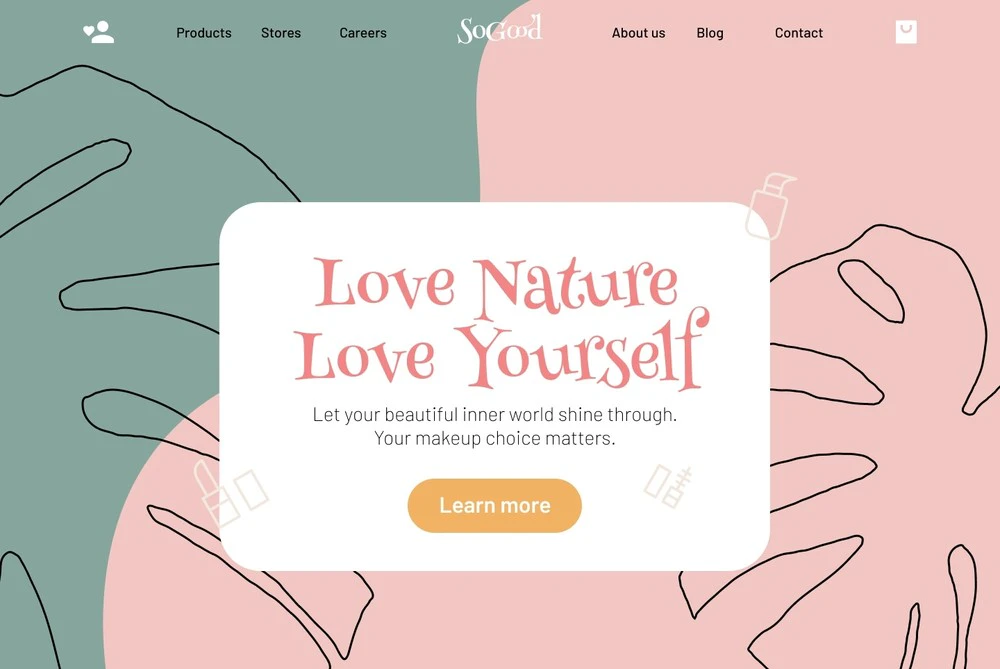 Products
Stores
Careers
SoGood
About us
Blog
Contact
Love Nature
Love Yourself
Let your beautiful inner world shine through.
Your makeup choice matters.
Learn more